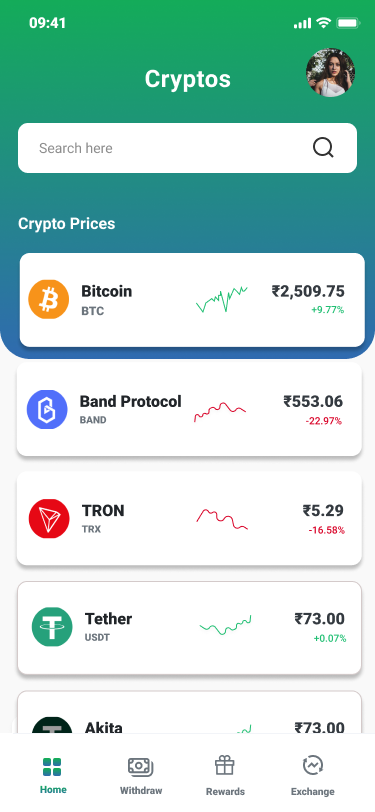 09:41
Cryptos
Search here
Crypto Prices
Bitcoin ₹2,509.75
BTC +9.77%
Band Protocol ₹553.06
BAND -22.97%
TRON ₹5.29
TRX -16.58%
Tether ₹73.00
USDT +0.07%
Akita ₹73.00
Home Withdraw Rewards Exchange